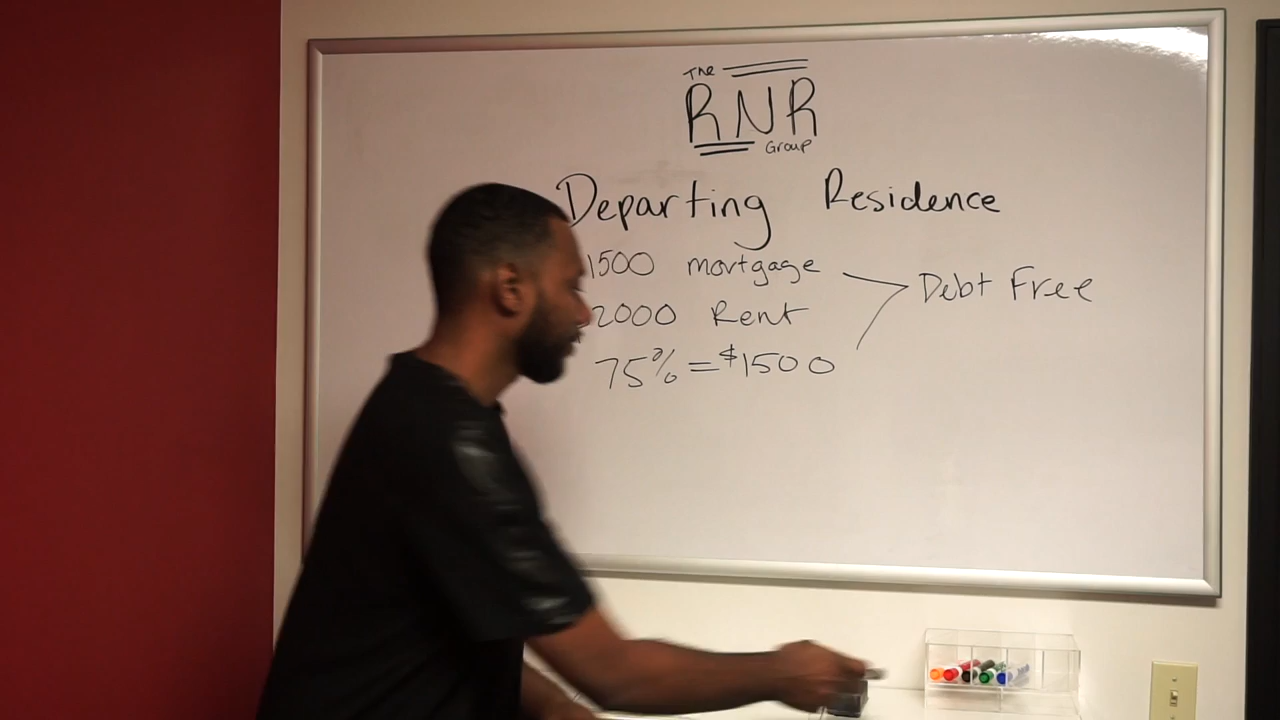 The
RNR
Group
Departing Residence
1500 mortgage
2000 Rent
75% = $1500
Debt Free